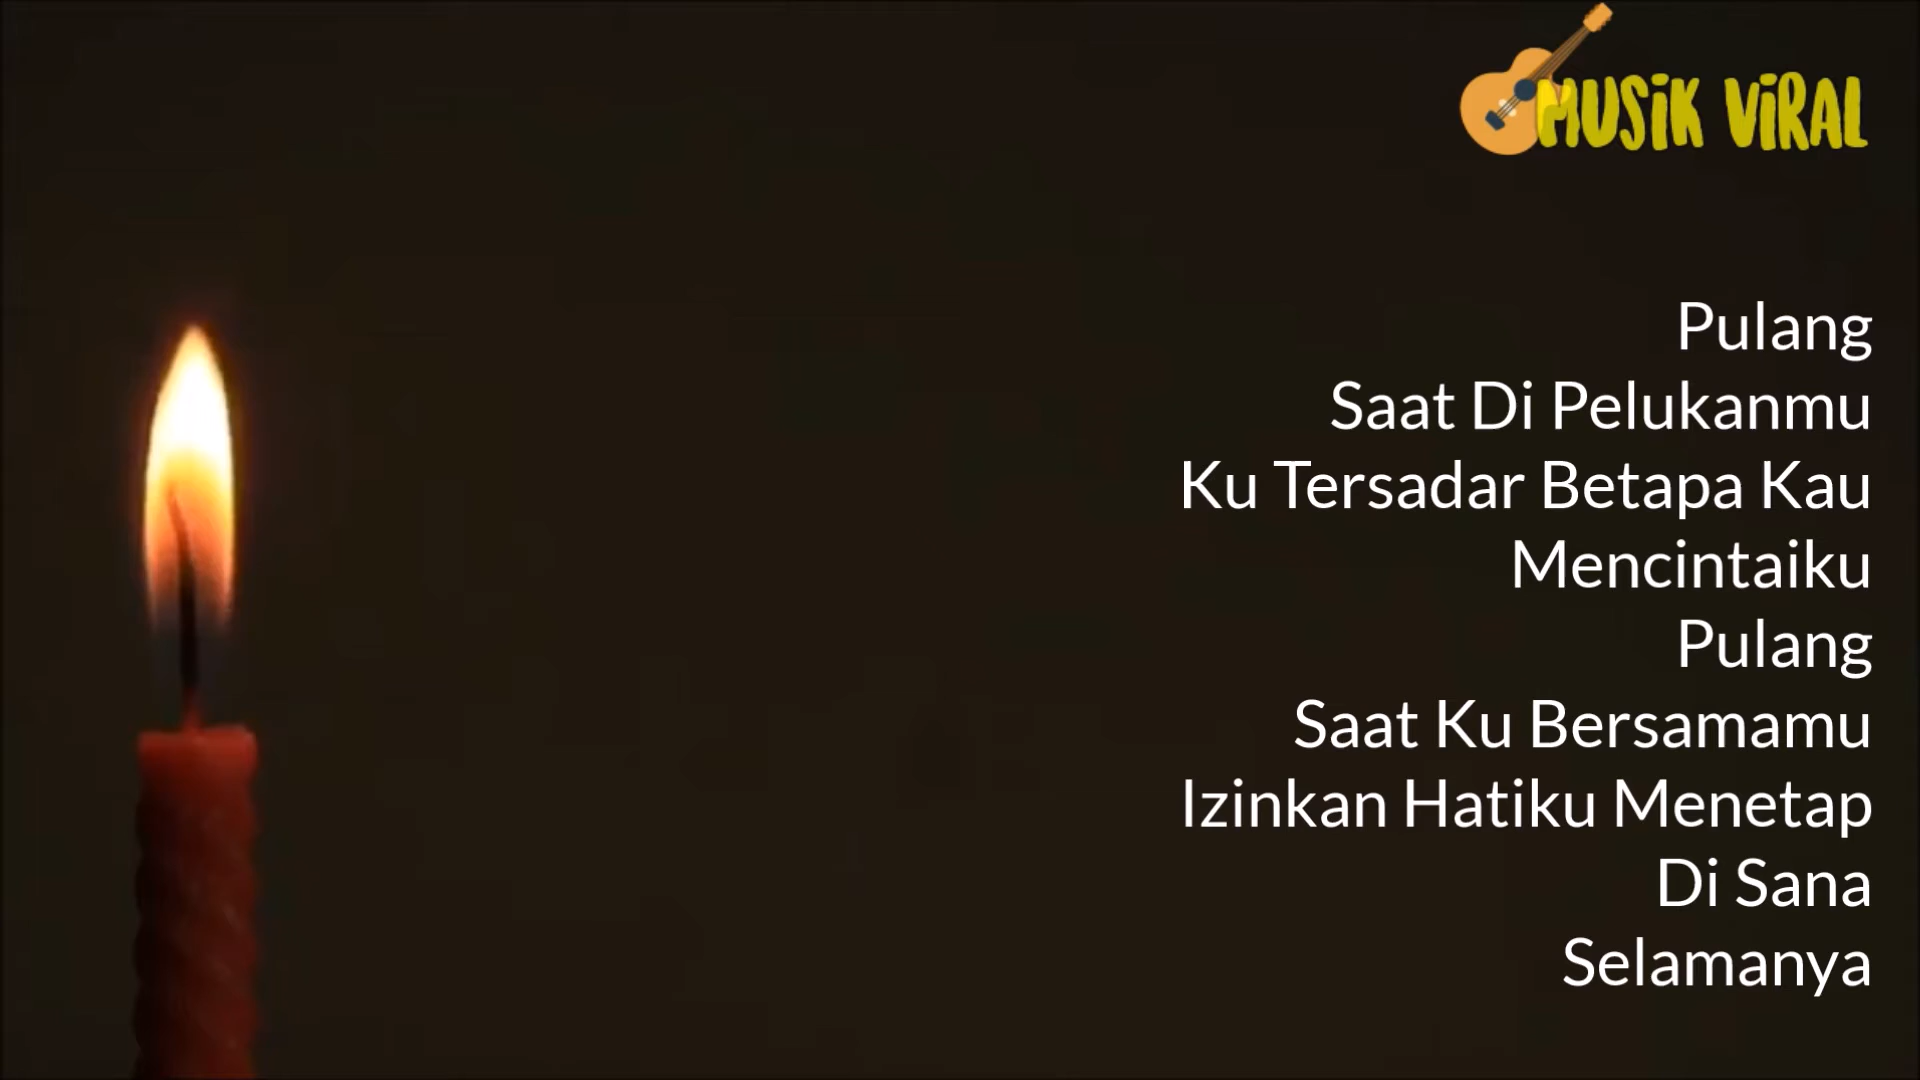 MUSiK ViRAL
Pulang
Saat Di Pelukanmu
Ku Tersadar Betapa Kau
Mencintaiku
Pulang
Saat Ku Bersamamu
Izinkan Hatiku Menetap
Di Sana
Selamanya